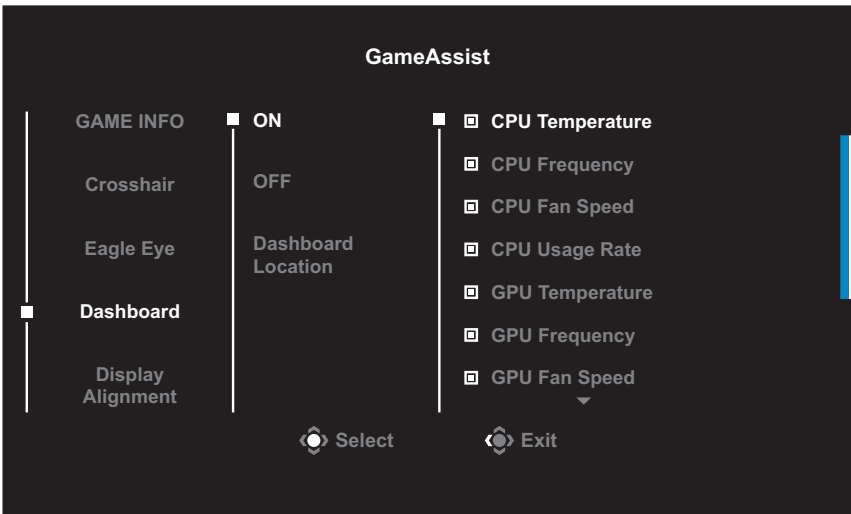 GameAssist
GAME INFO
Crosshair
Eagle Eye
Dashboard
Display
Alignment
ON
OFF
Dashboard
Location
CPU Temperature
CPU Frequency
CPU Fan Speed
CPU Usage Rate
GPU Temperature
GPU Frequency
GPU Fan Speed
Select
Exit